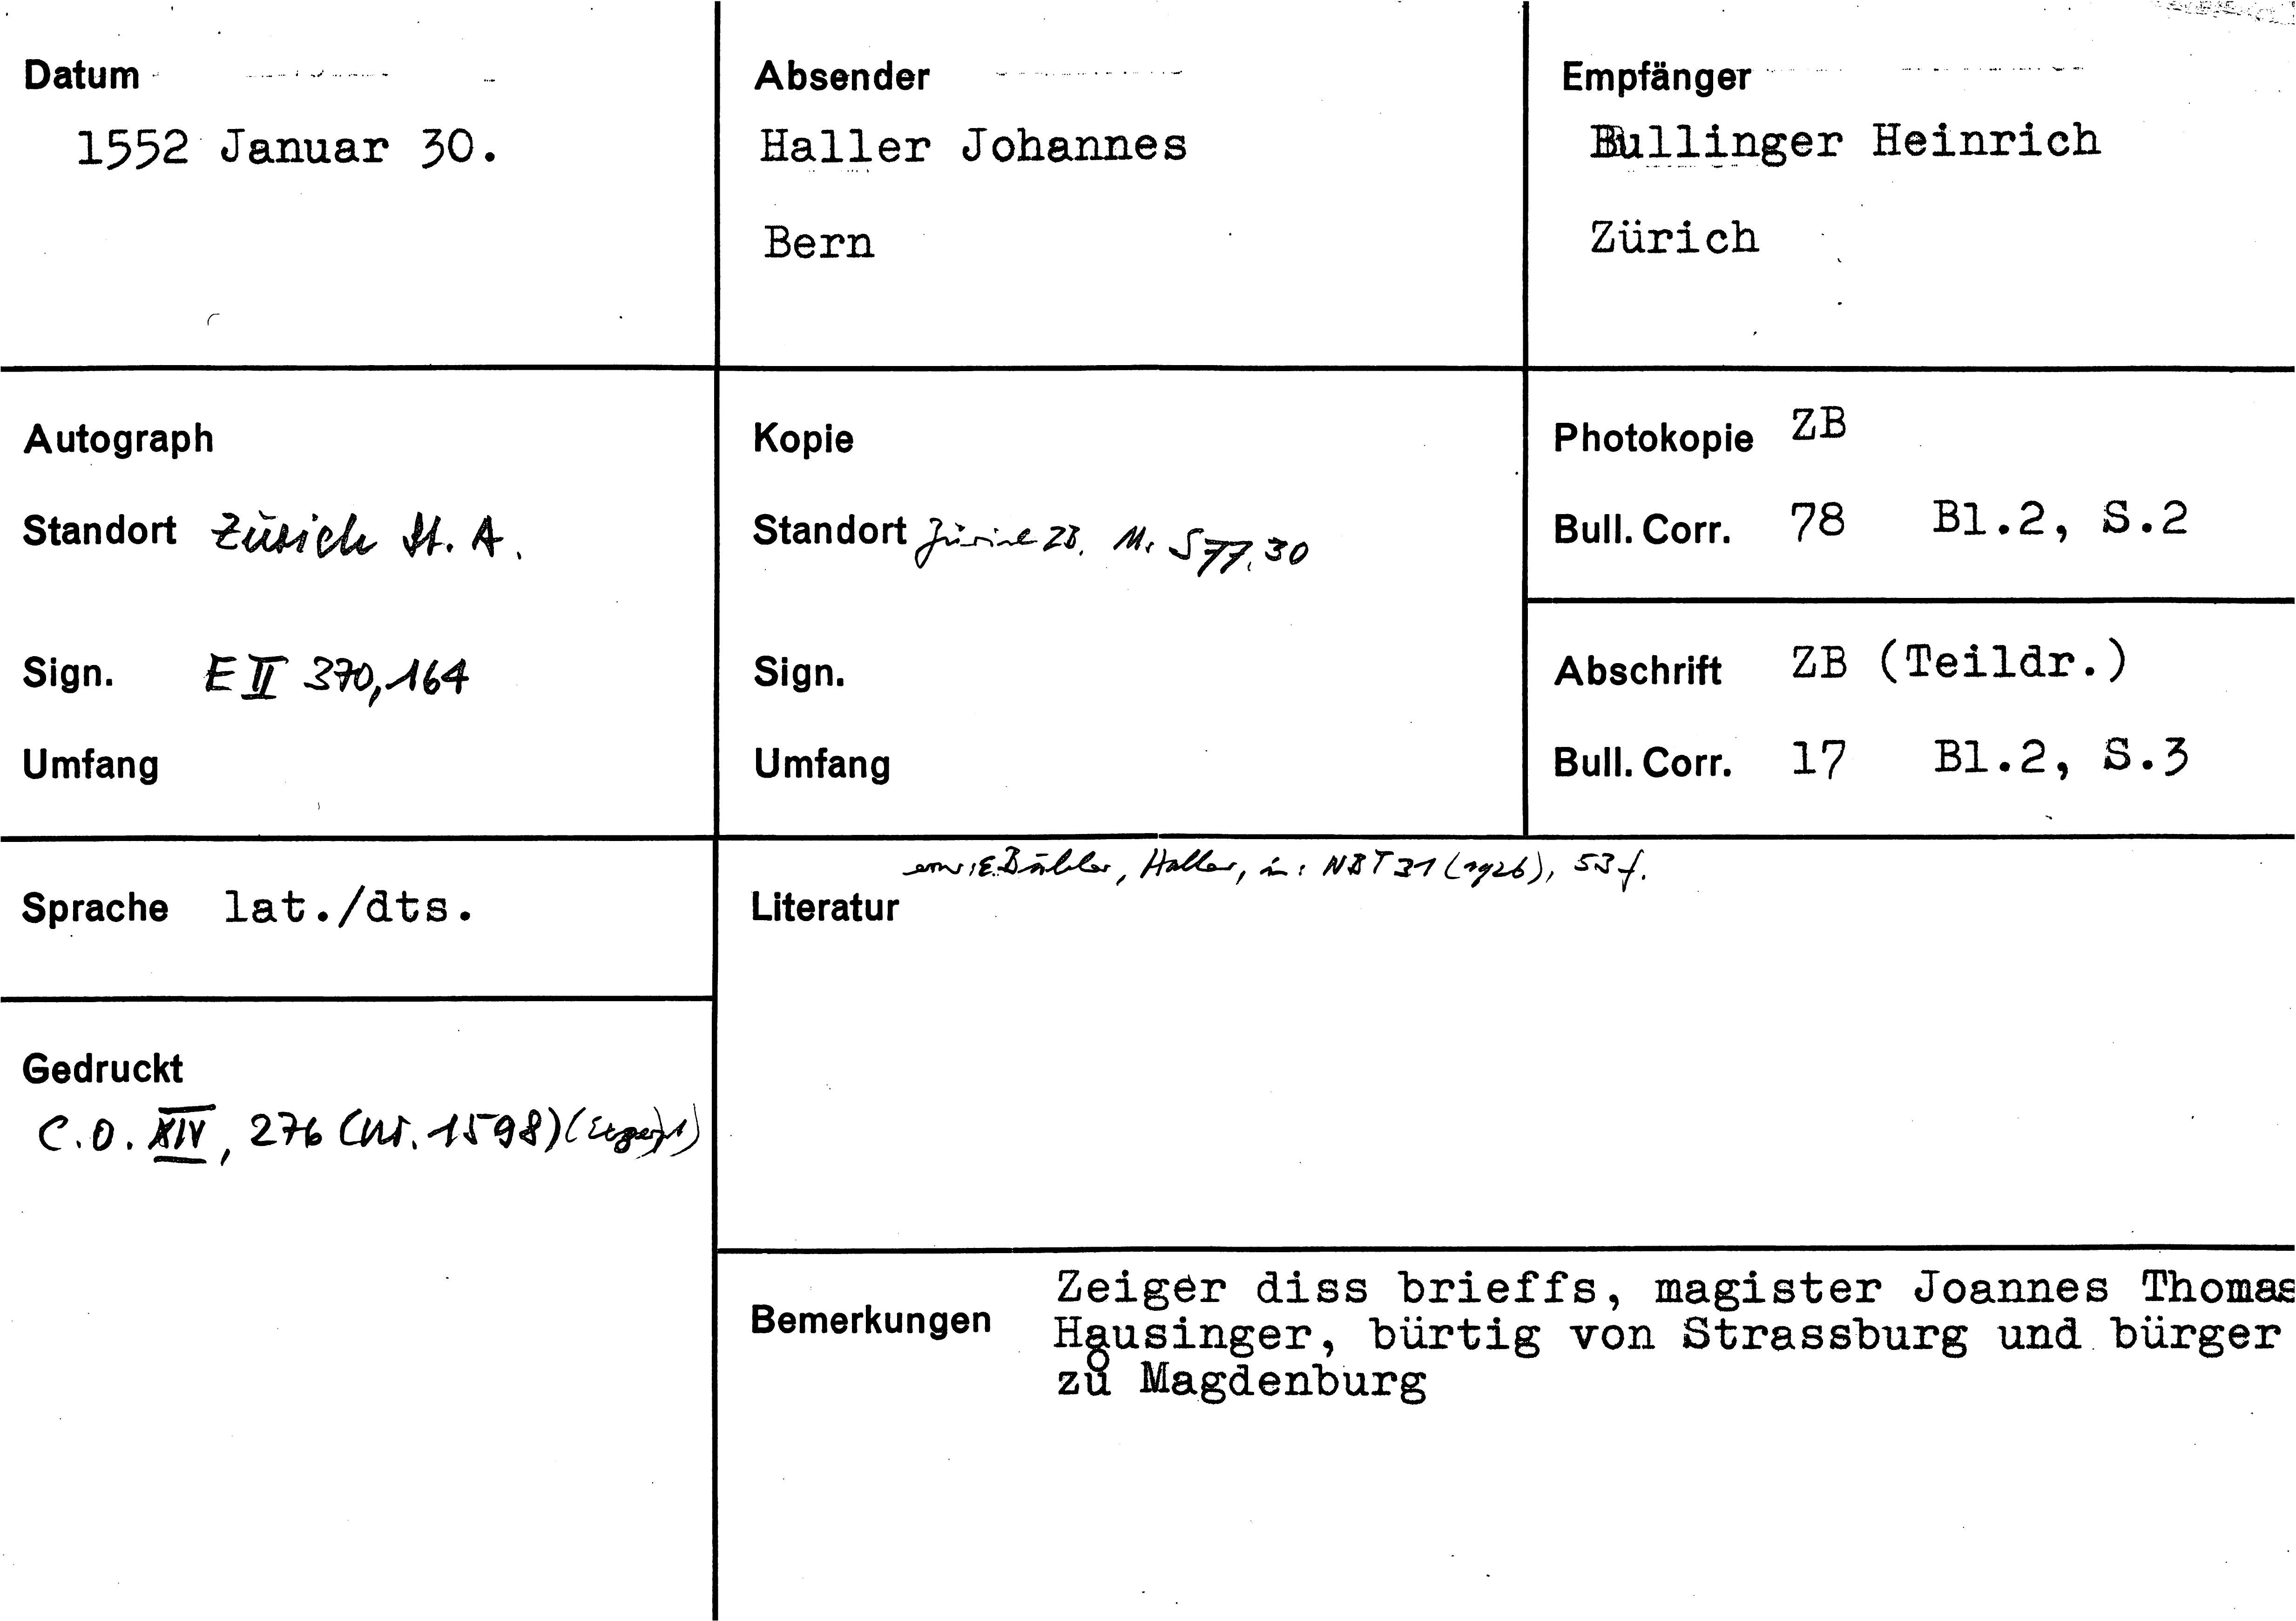 Datum
1552 Januar 30.
Absender
Haller Johannes
Bern
Empfänger
Bullinger Heinrich
Zürich
Autograph
Standort Zürich St. A.
Sign. E II 370,164
Umfang
Kopie
Standort Zürich ZB. Ms S 77,30
Sign.
Umfang
Photokopie ZB
Bull. Corr. 78 Bl.2, S.2
Abschrift ZB (Teildr.)
Bull. Corr. 17 Bl.2, S.3
Sprache lat./dts.
Gedruckt
C.O. XIV, 276 (Nr. 1598)
E. Bähler, Haller, in: NBT 31 (1926), 53 f.
Literatur
Bemerkungen
Zeiger diss brieffs, magister Joannes Thomas
Hausinger, bürtig von Strassburg und bürger
zů Magdenburg